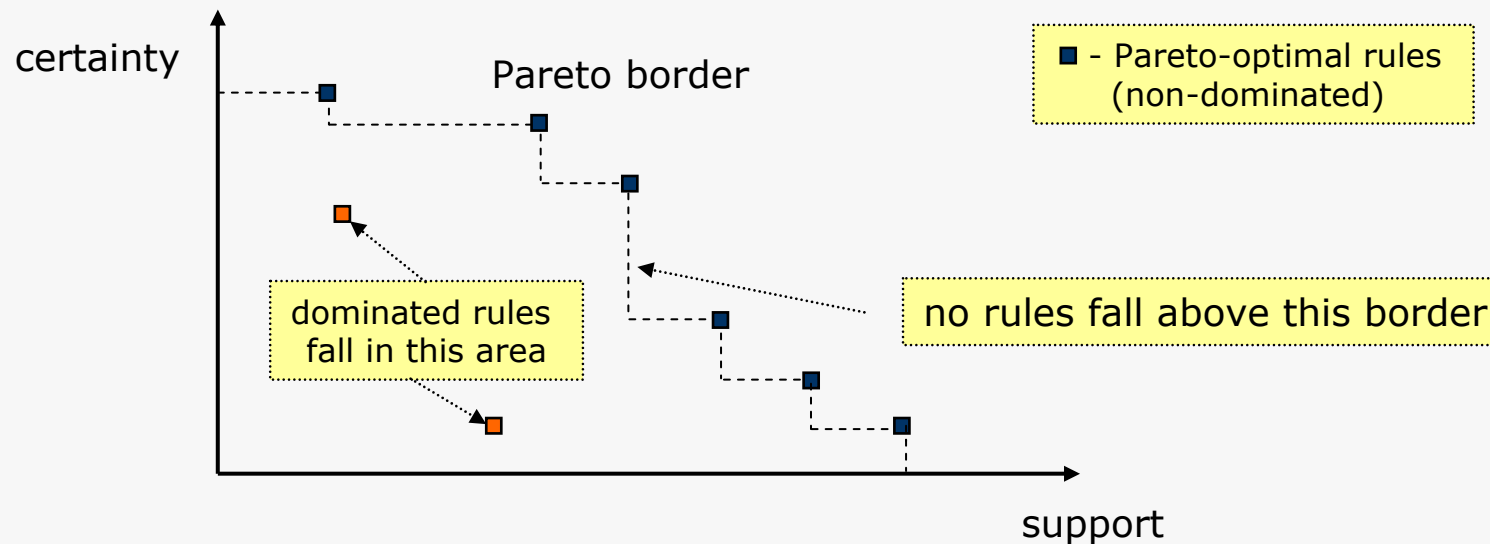 certainty
Pareto border
- Pareto-optimal rules
(non-dominated)
dominated rules
fall in this area
no rules fall above this border
support